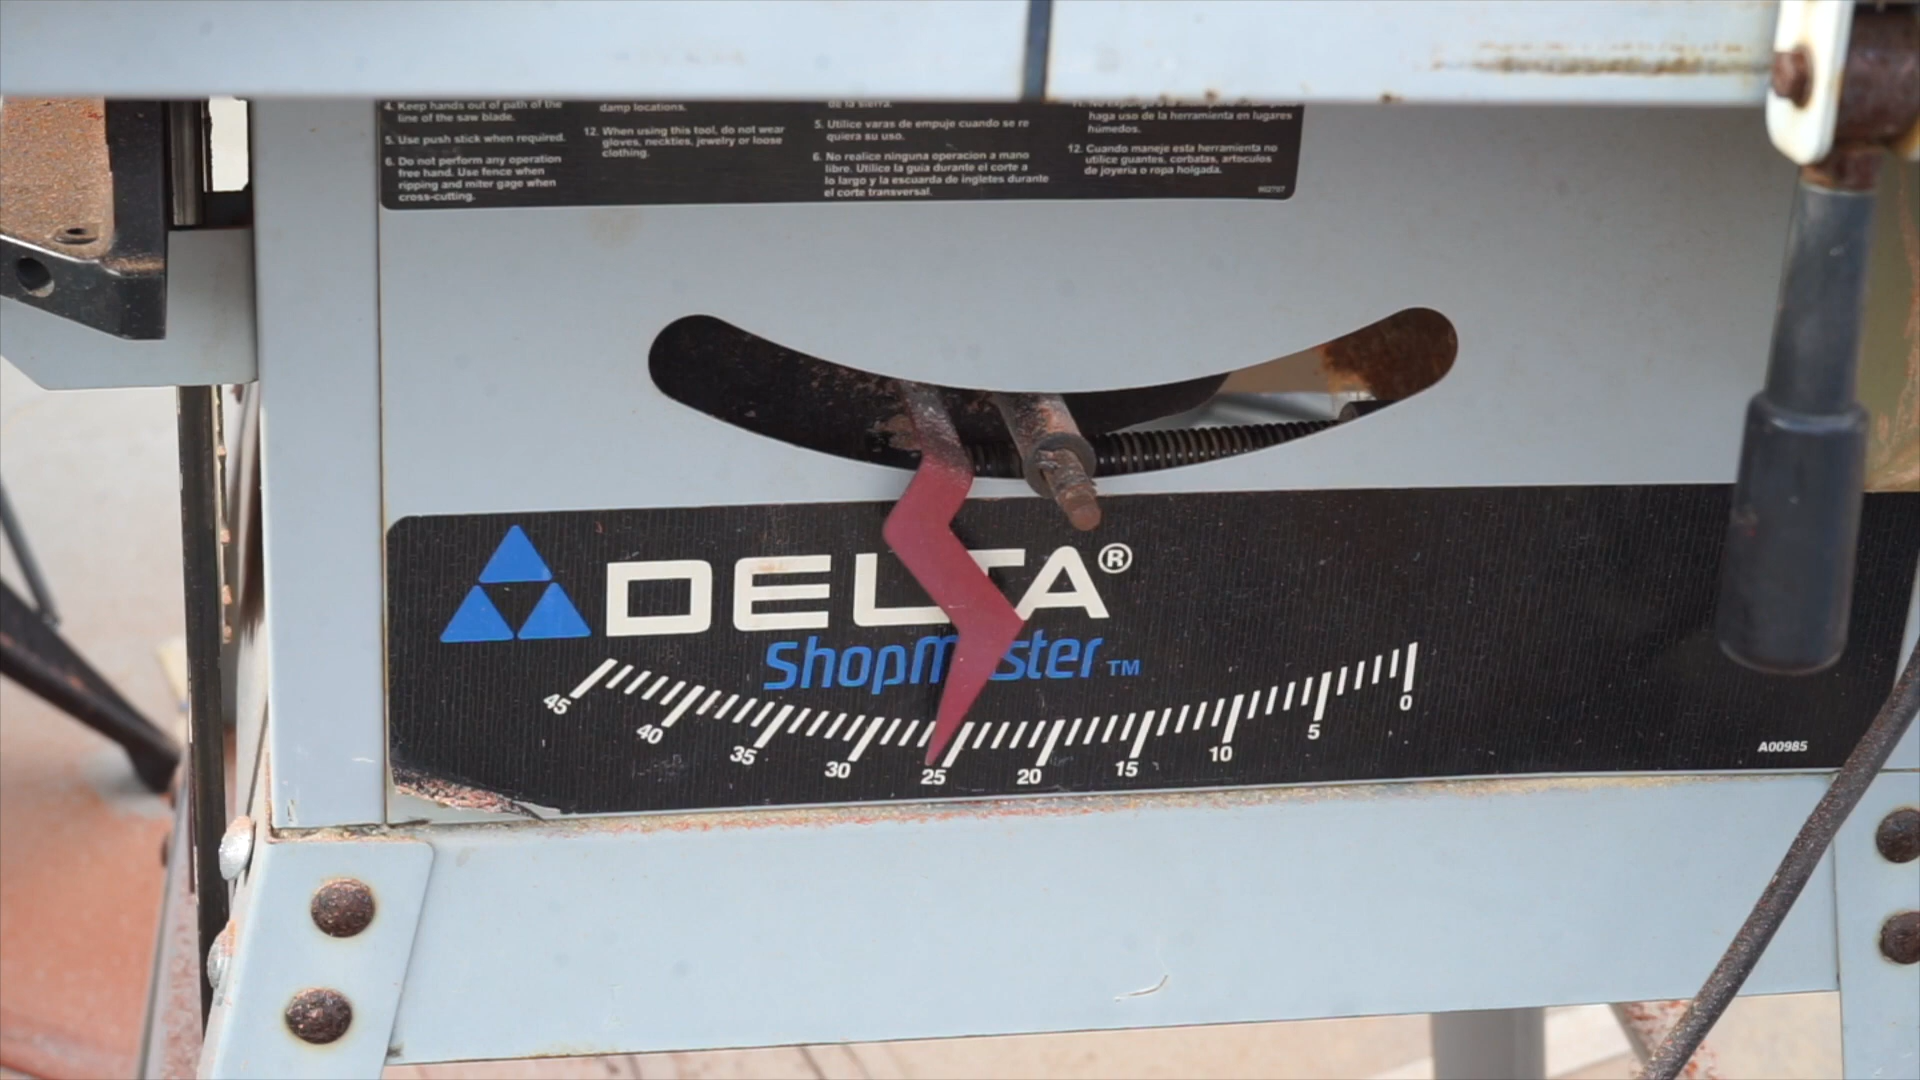 4. Keep hands out of path of the
line of the saw blade.
5. Use push stick when required.
6. Do not perform any operation
free hand. Use fence when
ripping and miter gage when
cross-cutting.
damp locations.
12. When using this tool, do not wear
gloves, neckties, jewelry or loose
clothing.
de la sierra.
5. Utilice varas de empuje cuando se re
quiera su uso.
6. No realice ninguna operacion a mano
libre. Utilice la guia durante el corte a
lo largo y la escuarda de ingletes durante
el corte transversal.
11. No exponga a la
haga uso de la herramienta en lugares
húmedos.
12. Cuando maneje esta herramienta no
utilice guantes, corbatas, artoculos
de joyeria o ropa holgada.
DELTA®
ShopMaster™
45 40 35 30 25 20 15 10 5 0
A00985